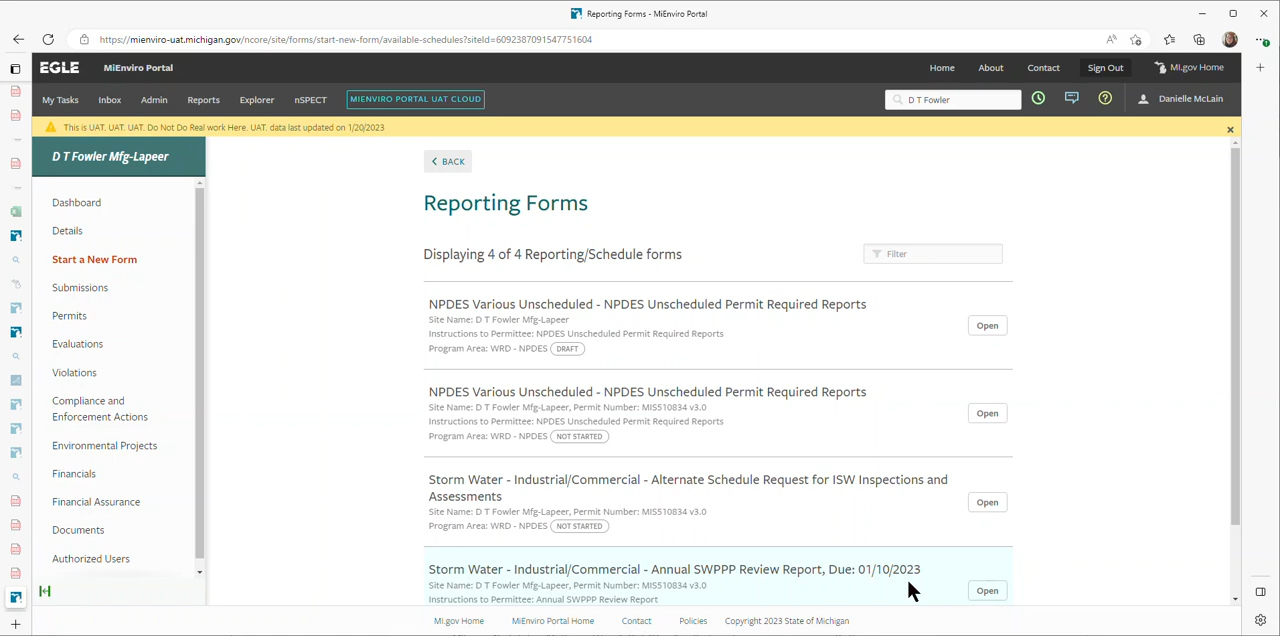 Reporting Forms - MiEnviro Portal
https://mienviro-uat.michigan.gov/ncore/site/forms/start-new-form/available-schedules?siteId=6092387091547751604
EGLE MiEnviro Portal Home About Contact Sign Out MI.gov Home
My Tasks Inbox Admin Reports Explorer nSPECT MIENVIRO PORTAL UAT CLOUD D T Fowler Danielle McLain
This is UAT. UAT. UAT. Do Not Do Real work Here. UAT. data last updated on 1/20/2023
D T Fowler Mfg-Lapeer
Dashboard
Details
Start a New Form
Submissions
Permits
Evaluations
Violations
Compliance and
Enforcement Actions
Environmental Projects
Financials
Financial Assurance
Documents
Authorized Users
BACK
Reporting Forms
Displaying 4 of 4 Reporting/Schedule forms
Filter
NPDES Various Unscheduled - NPDES Unscheduled Permit Required Reports
Site Name: D T Fowler Mfg-Lapeer
Instructions to Permittee: NPDES Unscheduled Permit Required Reports
Program Area: WRD - NPDES DRAFT
Open
NPDES Various Unscheduled - NPDES Unscheduled Permit Required Reports
Site Name: D T Fowler Mfg-Lapeer, Permit Number: MIS510834 v3.0
Instructions to Permittee: NPDES Unscheduled Permit Required Reports
Program Area: WRD - NPDES NOT STARTED
Open
Storm Water - Industrial/Commercial - Alternate Schedule Request for ISW Inspections and
Assessments
Site Name: D T Fowler Mfg-Lapeer, Permit Number: MIS510834 v3.0
Program Area: WRD - NPDES NOT STARTED
Open
Storm Water - Industrial/Commercial - Annual SWPPP Review Report, Due: 01/10/2023
Site Name: D T Fowler Mfg-Lapeer, Permit Number: MIS510834 v3.0
Instructions to Permittee: Annual SWPPP Review Report
Open
MI.gov Home MiEnviro Portal Home Contact Policies Copyright 2023 State of Michigan